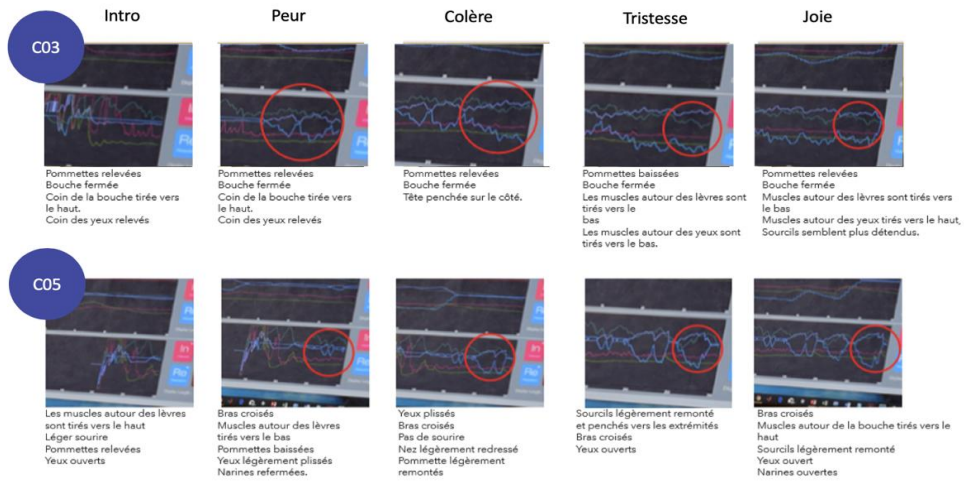 Intro
Peur
Colère
Tristesse
Joie
C03
Pommettes relevées
Bouche fermée
Coin de la bouche tirée vers
le haut.
Coin des yeux relevés
Pommettes relevées
Bouche fermée
Coin de la bouche tirée vers
le haut.
Coin des yeux relevés
Pommettes relevées
Bouche fermée
Tête penchée sur le côté.
Pommettes baissées
Bouche fermée
Les muscles autour des lèvres sont
tirés vers le
bas
Les muscles autour des yeux sont
tirés vers le bas.
Pommettes relevées
Bouche fermée
Muscles autour des lèvres sont tirés vers
le bas
Muscles autour des yeux tirés vers le haut,
Sourcils semblent plus détendus.
C05
Les muscles autour des lèvres
sont tirés vers le haut
Léger sourire
Pommettes relevées
Yeux ouverts
Bras croisés
Muscles autour des lèvres
tirés vers le bas
Pommettes baissées
Yeux légèrement plissés
Narines refermées.
Yeux plissés
Bras croisés
Pas de sourire
Nez légèrement redressé
Pommette légèrement
remontés
Sourcils légèrement remonté
et penchés vers les extrémités
Bras croisés
Yeux ouverts
Bras croisés
Muscles autour de la bouche tirés vers le
haut
Sourcils légèrement remonté
Yeux ouvert
Narines ouvertes